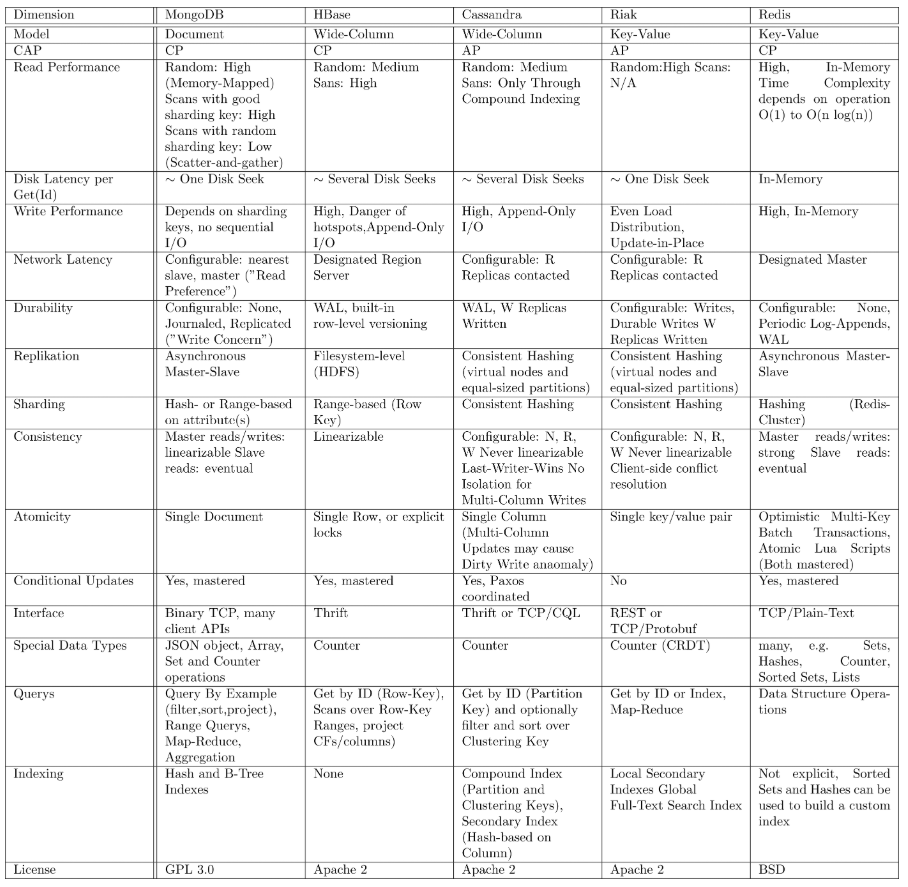 Dimension MongoDB HBase Cassandra Riak Redis
Model Document Wide-Column Wide-Column Key-Value Key-Value
CAP CP CP AP AP CP
Read Performance
Random: High
(Memory-Mapped)
Scans with good
sharding key: High
Scans with random
sharding key: Low
(Scatter-and-gather)
Random: Medium
Sans: High
Random: Medium
Sans: Only Through
Compound Indexing
Random:High Scans:
N/A
High, In-Memory
Time Complexity
depends on operation
O(1) to O(n log(n))
Disk Latency per
Get(Id)
~ One Disk Seek
~ Several Disk Seeks
~ Several Disk Seeks
~ One Disk Seek
In-Memory
Write Performance
Depends on sharding
keys, no sequential
I/O
High, Danger of
hotspots,Append-Only
I/O
High, Append-Only
I/O
Even Load
Distribution,
Update-in-Place
High, In-Memory
Network Latency
Configurable: nearest
slave, master ("Read
Preference")
Designated Region
Server
Configurable: R
Replicas contacted
Configurable: R
Replicas contacted
Designated Master
Durability
Configurable: None,
Journaled, Replicated
("Write Concern")
WAL, built-in
row-level versioning
WAL, W Replicas
Written
Configurable: Writes,
Durable Writes W
Replicas Written
Configurable: None,
Periodic Log-Appends,
WAL
Replikation
Asynchronous
Master-Slave
Filesystem-level
(HDFS)
Consistent Hashing
(virtual nodes and
equal-sized partitions)
Consistent Hashing
(virtual nodes and
equal-sized partitions)
Asynchronous Master-
Slave
Sharding
Hash- or Range-based
on attribute(s)
Range-based (Row
Key)
Consistent Hashing
Consistent Hashing
Hashing (Redis-
Cluster)
Consistency
Master reads/writes:
linearizable Slave
reads: eventual
Linearizable
Configurable: N, R,
W Never linearizable
Last-Writer-Wins No
Isolation for
Multi-Column Writes
Configurable: N, R,
W Never linearizable
Client-side conflict
resolution
Master reads/writes:
strong Slave reads:
eventual
Atomicity
Single Document
Single Row, or explicit
locks
Single Column
(Multi-Column
Updates may cause
Dirty Write anaomaly)
Single key/value pair
Optimistic Multi-Key
Batch Transactions,
Atomic Lua Scripts
(Both mastered)
Conditional Updates
Yes, mastered
Yes, mastered
Yes, Paxos
coordinated
No
Yes, mastered
Interface
Binary TCP, many
client APIs
Thrift
Thrift or TCP/CQL
REST or
TCP/Protobuf
TCP/Plain-Text
Special Data Types
JSON object, Array,
Set and Counter
operations
Counter
Counter
Counter (CRDT)
many, e.g. Sets,
Hashes, Counter,
Sorted Sets, Lists
Querys
Query By Example
(filter,sort,project),
Range Querys,
Map-Reduce,
Aggregation
Get by ID (Row-Key),
Scans over Row-Key
Ranges, project
CFs/columns)
Get by ID (Partition
Key) and optionally
filter and sort over
Clustering Key
Get by ID or Index,
Map-Reduce
Data Structure Opera-
tions
Indexing
Hash and B-Tree
Indexes
None
Compound Index
(Partition and
Clustering Keys),
Secondary Index
(Hash-based on
Column)
Local Secondary
Indexes Global
Full-Text Search Index
Not explicit, Sorted
Sets and Hashes can be
used to build a custom
index
License GPL 3.0 Apache 2 Apache 2 Apache 2 BSD